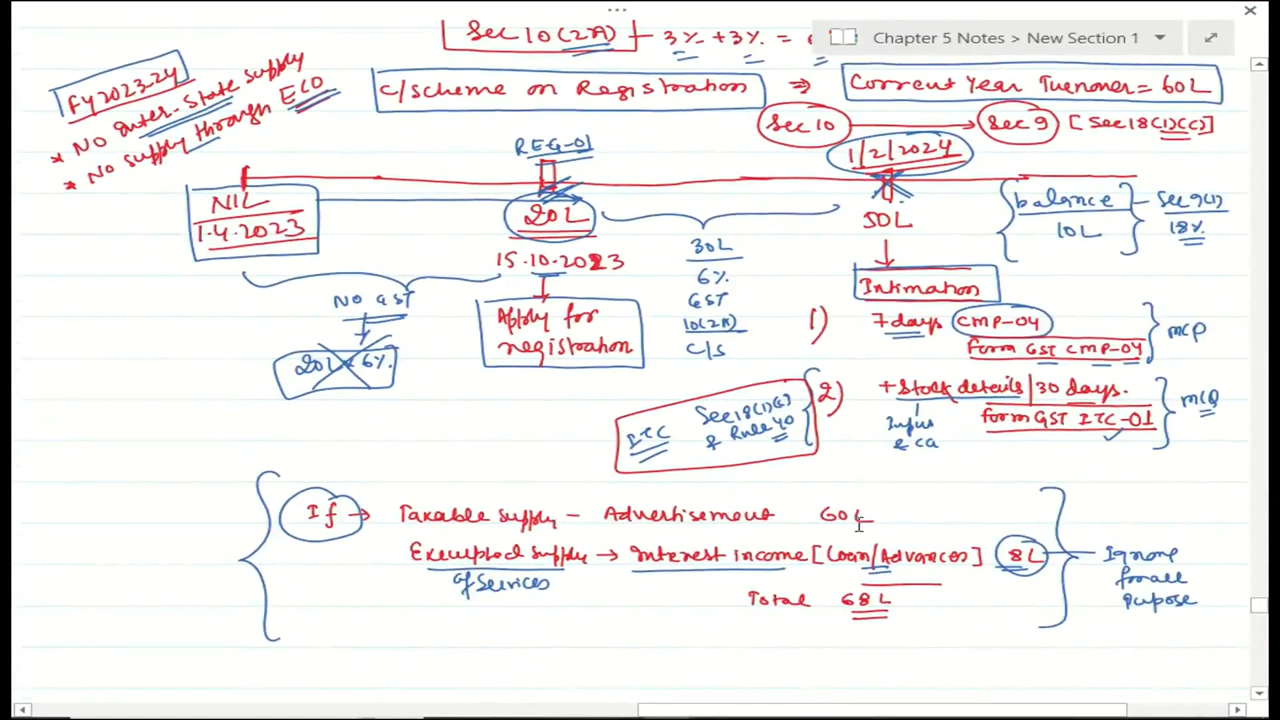 Sec 10(2A) - 3% + 3% = 6
Chapter 5 Notes > New Section 1
FY 2023-24
* NO Inter-State supply
* NO supply through ECO
C/scheme on Registration ⇒ Current Year Turnover = 60L
Sec 10 → Sec 9 [Sec 18(1)(c)]
REG-01
1/2/2024
NIL
1.4.2023
20L
15.10.2023
50L
balance
10L
Sec 9(1)
18%
30L
6%
GST
10(2A)
C/S
NO GST
20L × 6%
Apply for
registration
Intimation
1) 7 days CMP-04
form GST CMP-04
mcp
2) + Stock details | 30 days.
form GST ITC-01
Input
& CG
mcQ
ITC
Sec 18(1)(c)
& Rule 40
If → Taxable supply - Advertisement 60L
Exempted supply → Interest income [Loan/Advances] 8L
of Services
Total 68L
Ignore
for all
purpose